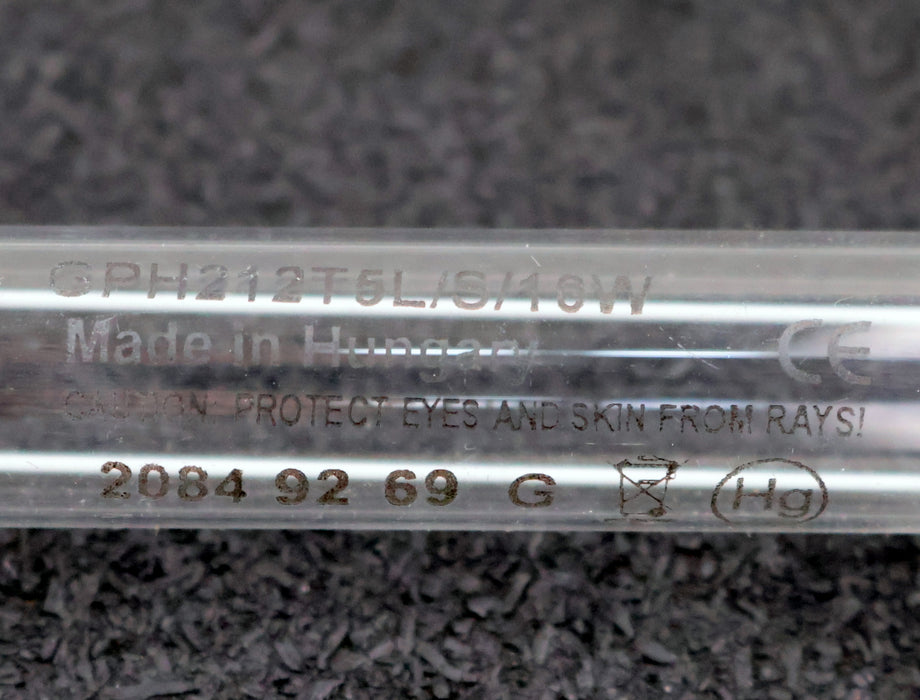 GPH212T5L/S/16W
Made in Hungary
CE
CAUTION. PROTECT EYES AND SKIN FROM RAYS!
2084 92 69 G Hg